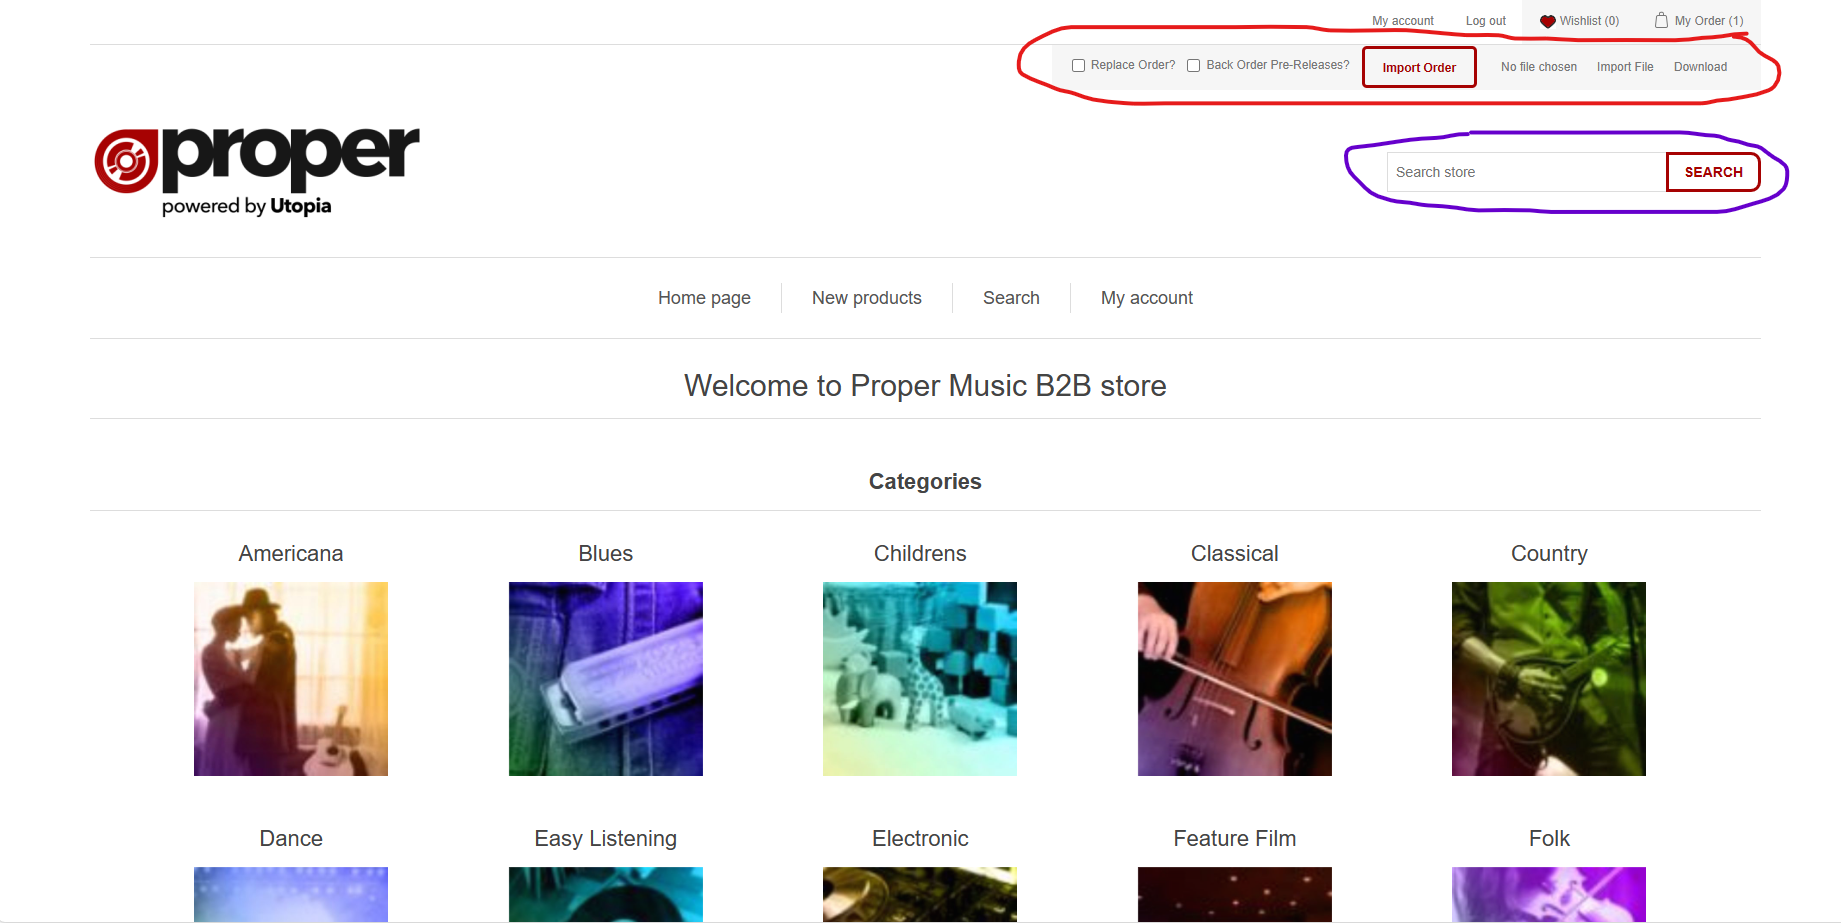 My account Log out Wishlist (0) My Order (1)
Replace Order? Back Order Pre-Releases? Import Order No file chosen Import File Download
proper
powered by Utopia
Search store SEARCH
Home page New products Search My account
Welcome to Proper Music B2B store
Categories
Americana Blues Childrens Classical Country
Dance Easy Listening Electronic Feature Film Folk